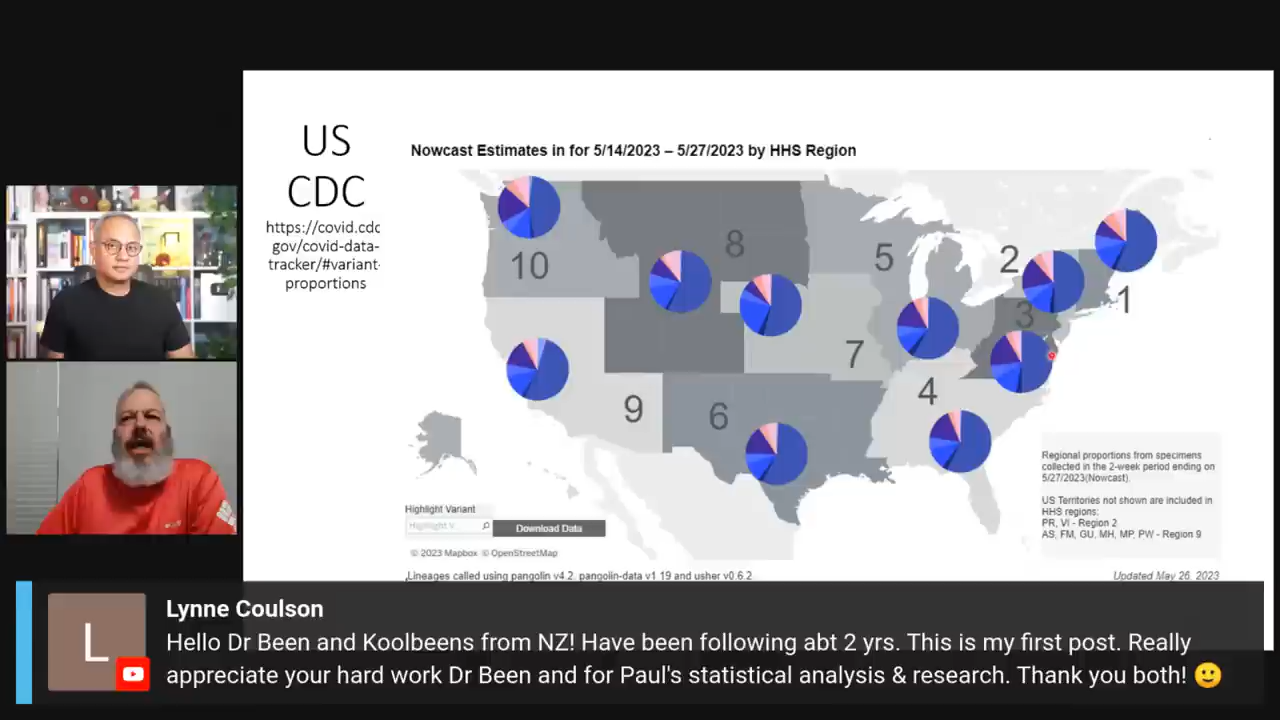 US
CDC
https://covid.cdc
gov/covid-data-
tracker/#variant-
proportions
Nowcast Estimates in for 5/14/2023 – 5/27/2023 by HHS Region
10
8
5
2
1
3
7
4
9
6
Regional proportions from specimens
collected in the 2-week period ending on
5/27/2023(Nowcast).
US Territories not shown are included in
HHS regions:
PR, VI - Region 2
AS, FM, GU, MH, MP, PW - Region 9
Highlight Variant
Highlight V...
Download Data
© 2023 Mapbox © OpenStreetMap
Lineages called using pangolin v4.2, pangolin-data v1.19 and usher v0.6.2
Updated May 26, 2023
L
Lynne Coulson
Hello Dr Been and Koolbeens from NZ! Have been following abt 2 yrs. This is my first post. Really
appreciate your hard work Dr Been and for Paul's statistical analysis & research. Thank you both! 🙂